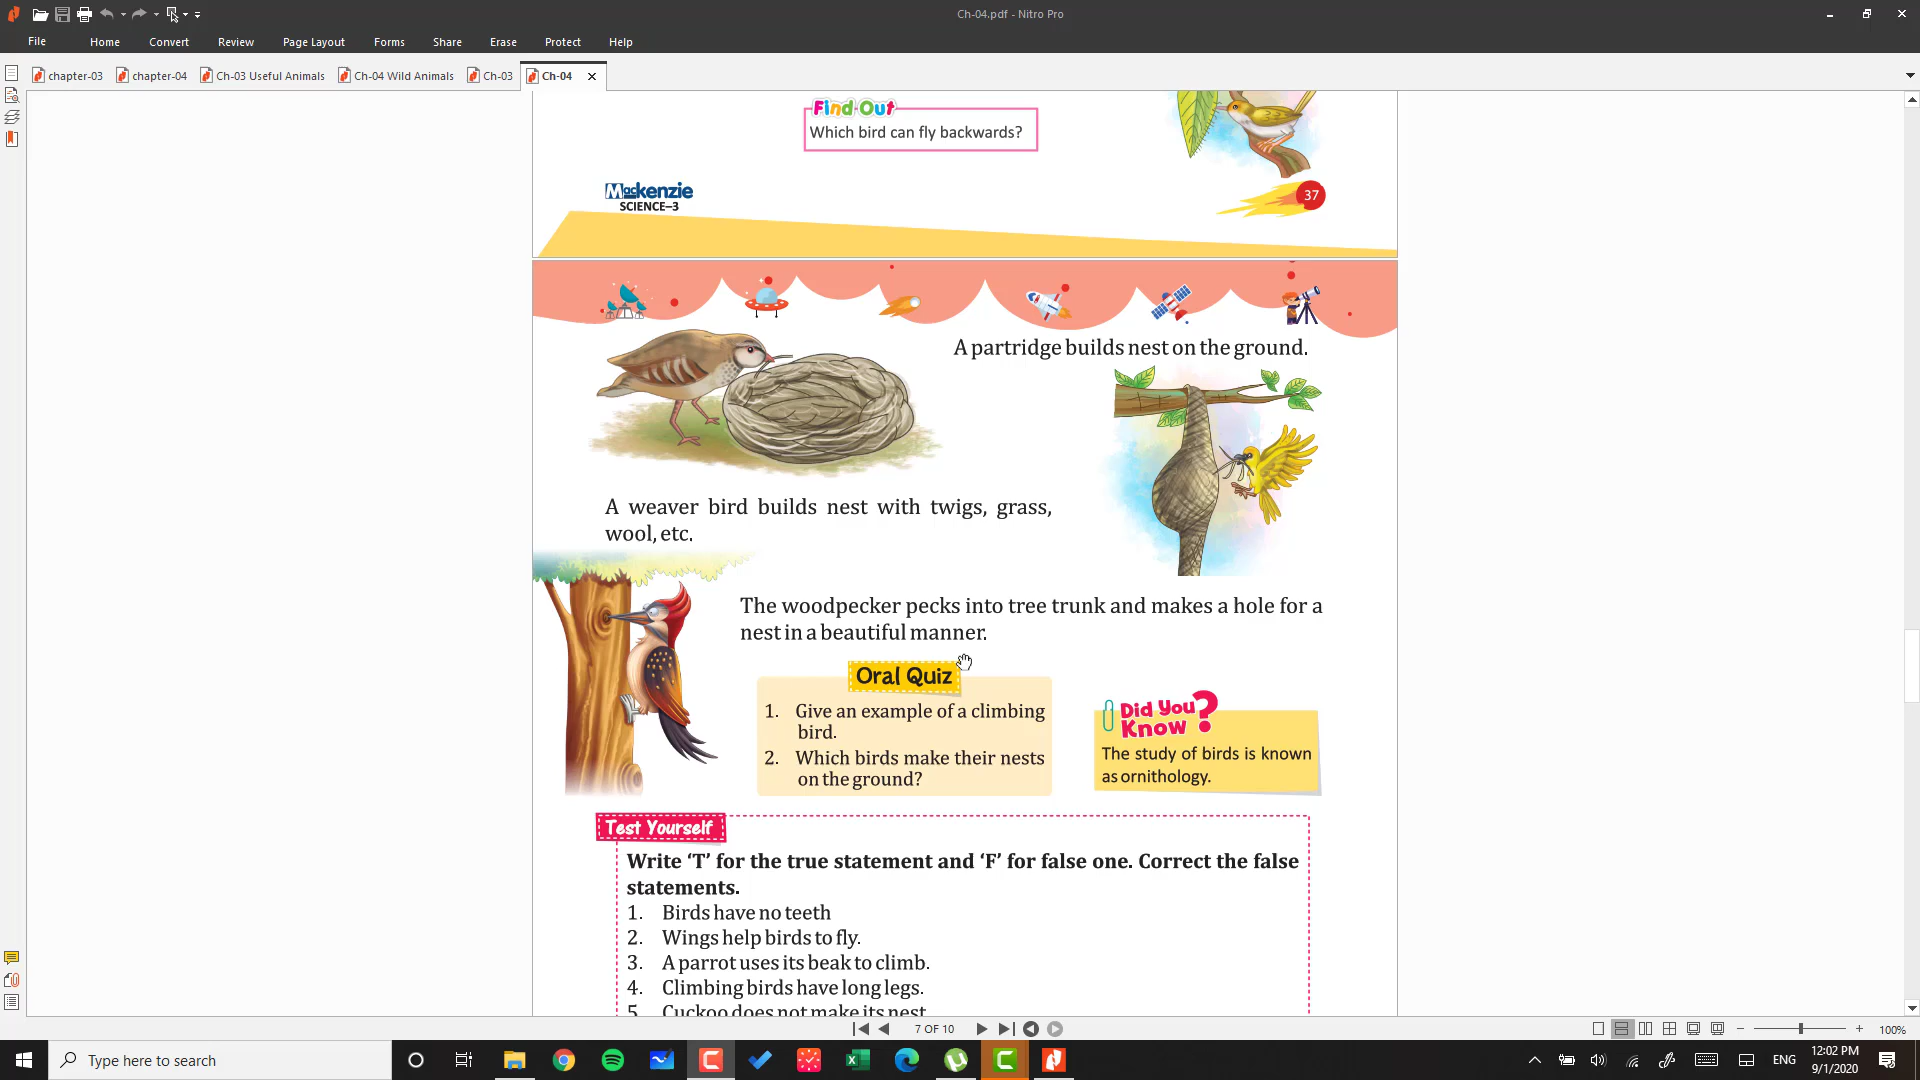 Ch-04.pdf - Nitro Pro
File Home Convert Review Page Layout Forms Share Erase Protect Help
chapter-03 chapter-04 Ch-03 Useful Animals Ch-04 Wild Animals Ch-03 Ch-04
Find Out
Which bird can fly backwards?
Mackenzie
SCIENCE–3
37
A partridge builds nest on the ground.
A weaver bird builds nest with twigs, grass,
wool, etc.
The woodpecker pecks into tree trunk and makes a hole for a
nest in a beautiful manner.
Oral Quiz
1. Give an example of a climbing
bird.
2. Which birds make their nests
on the ground?
Did You
Know?
The study of birds is known
as ornithology.
Test Yourself
Write ‘T’ for the true statement and ‘F’ for false one. Correct the false
statements.
1. Birds have no teeth
2. Wings help birds to fly.
3. A parrot uses its beak to climb.
4. Climbing birds have long legs.
5. Cuckoo does not make its nest
7 OF 10
100%
Type here to search
ENG
12:02 PM
9/1/2020